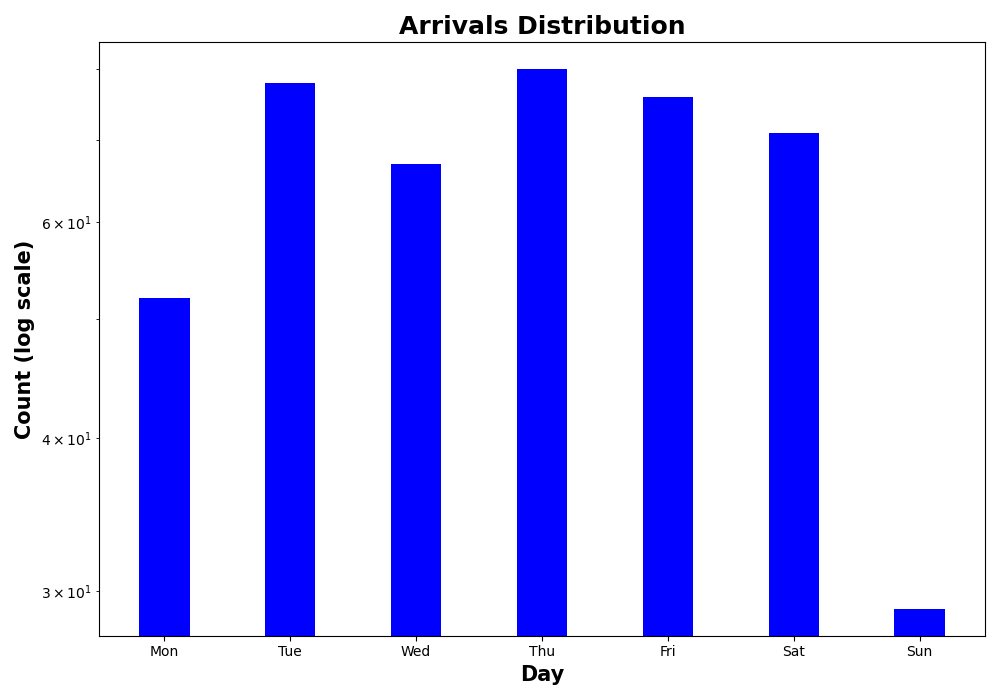 Arrivals Distribution
Count (log scale)
6 × 10¹
4 × 10¹
3 × 10¹
Mon Tue Wed Thu Fri Sat Sun
Day